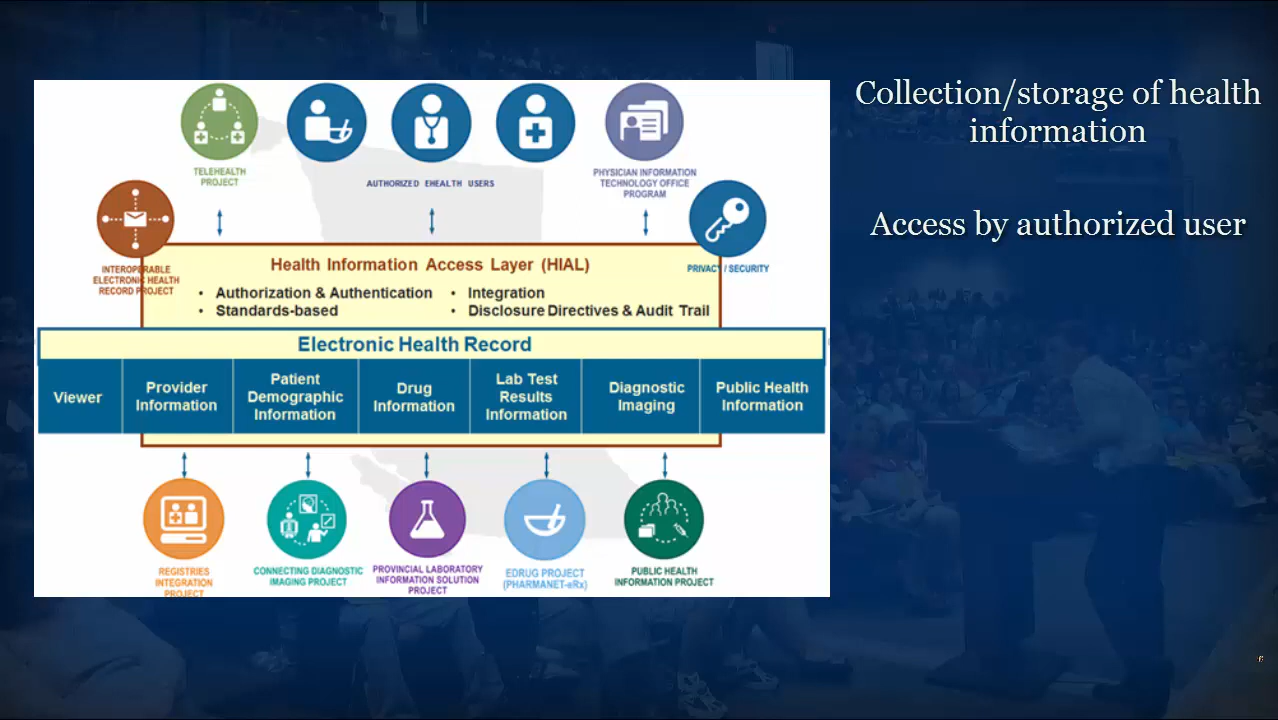 Collection/storage of health
information
Access by authorized user
TELEHEALTH
PROJECT
AUTHORIZED EHEALTH USERS
PHYSICIAN INFORMATION
TECHNOLOGY OFFICE
PROGRAM
INTEROPERABLE
ELECTRONIC HEALTH
RECORD PROJECT
PRIVACY / SECURITY
Health Information Access Layer (HIAL)
• Authorization & Authentication
• Standards-based
• Integration
• Disclosure Directives & Audit Trail
Electronic Health Record
Viewer
Provider
Information
Patient
Demographic
Information
Drug
Information
Lab Test
Results
Information
Diagnostic
Imaging
Public Health
Information
REGISTRIES
INTEGRATION
PROJECT
CONNECTING DIAGNOSTIC
IMAGING PROJECT
PROVINCIAL LABORATORY
INFORMATION SOLUTION
PROJECT
EDRUG PROJECT
(PHARMANET-eRx)
PUBLIC HEALTH
INFORMATION PROJECT